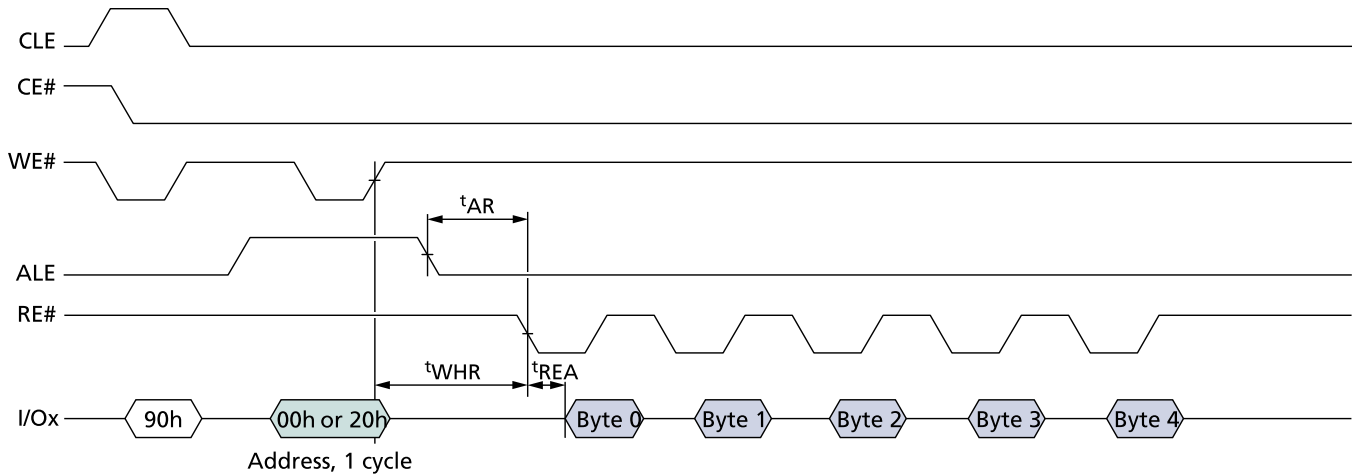 CLE
CE#
WE#
tAR
ALE
RE#
tWHR tREA
I/Ox 90h 00h or 20h Byte 0 Byte 1 Byte 2 Byte 3 Byte 4
Address, 1 cycle